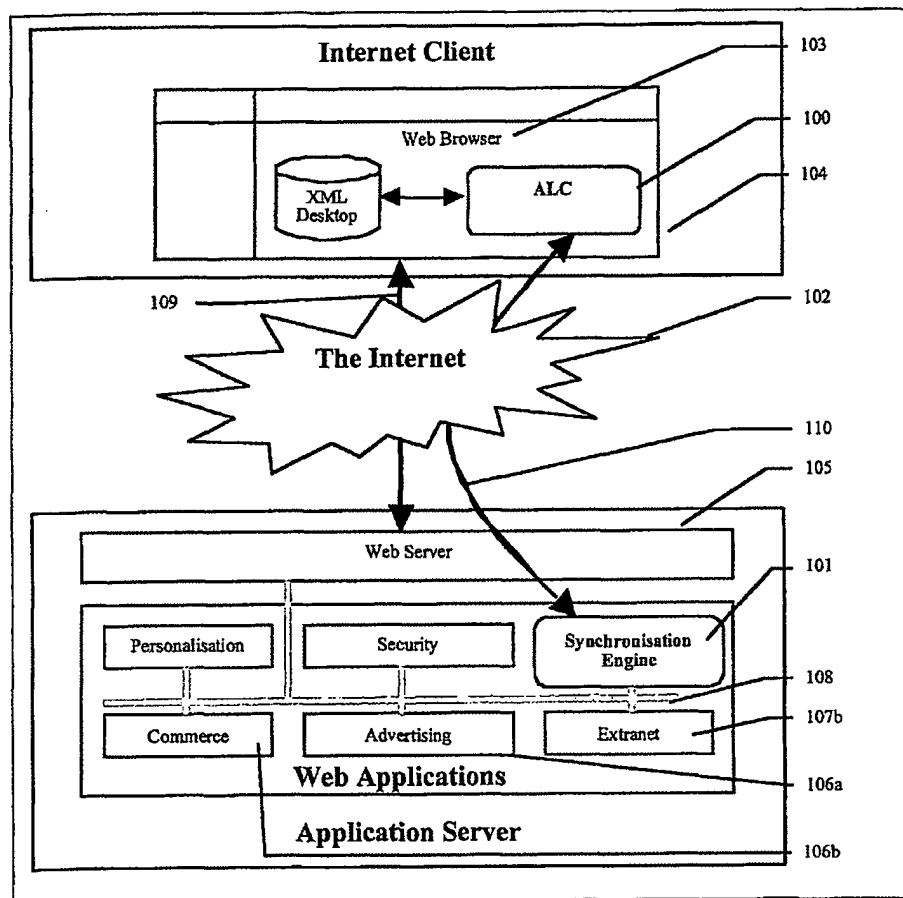 Internet Client
103
Web Browser
100
XML
Desktop
ALC
104
109
102
The Internet
110
105
Web Server
101
Personalisation
Security
Synchronisation
Engine
108
107b
Commerce
Advertising
Extranet
Web Applications
106a
Application Server
106b